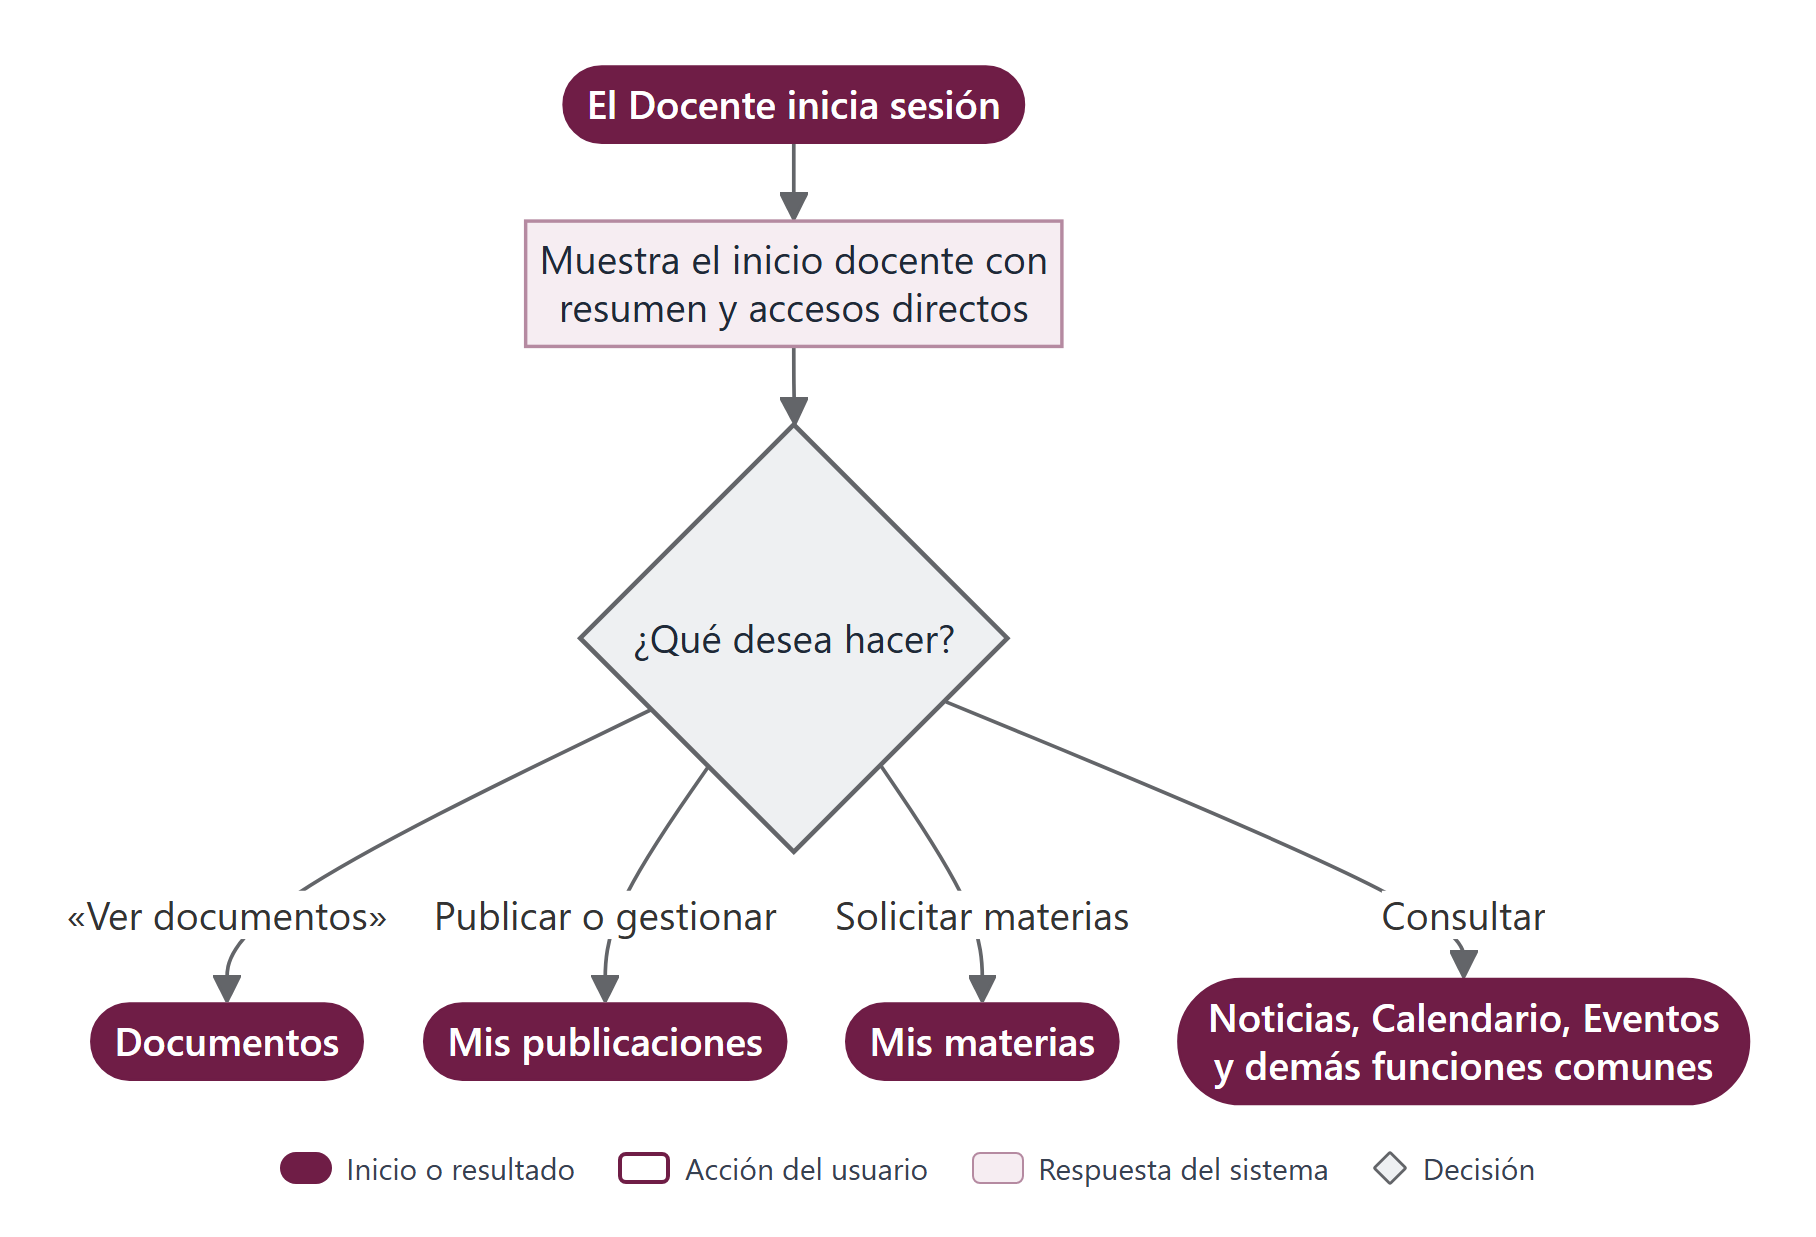 El Docente inicia sesión
Muestra el inicio docente con
resumen y accesos directos
¿Qué desea hacer?
«Ver documentos»
Publicar o gestionar
Solicitar materias
Consultar
Documentos
Mis publicaciones
Mis materias
Noticias, Calendario, Eventos
y demás funciones comunes
Inicio o resultado
Acción del usuario
Respuesta del sistema
Decisión